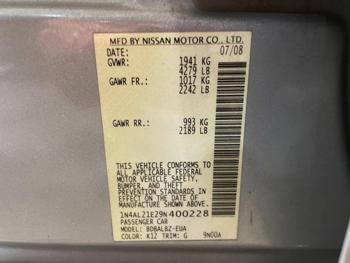 MFD BY NISSAN MOTOR CO., LTD.
DATE: 07/08
GVWR: 1941 KG
4279 LB
GAWR FR.: 1017 KG
2242 LB
GAWR RR.: 993 KG
2189 LB
THIS VEHICLE CONFORMS TO
ALL APPLICABLE FEDERAL
MOTOR VEHICLE SAFETY,
BUMPER, AND THEFT
PREVENTION STANDARDS IN
EFFECT ON THE DATE OF
MANUFACTURE SHOWN ABOVE.
1N4AL21E29N400228
PASSENGER CAR
MODEL: BDBALBZ-EUA
COLOR: K12 TRIM: G 9N00A